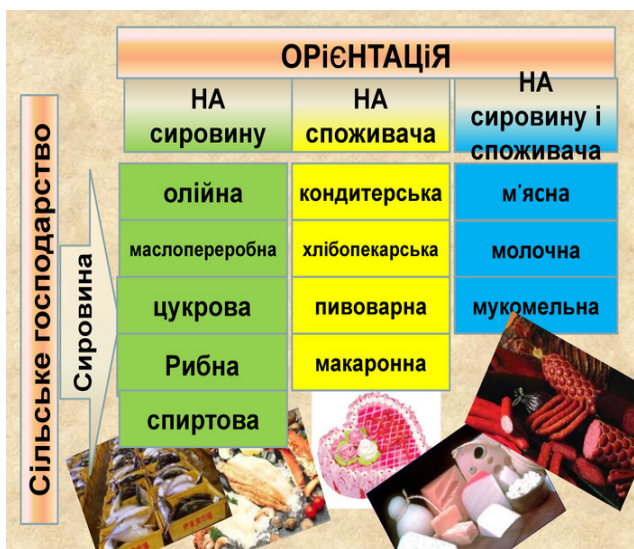 ОРіЄНТАЦіЯ
НА
сировину
НА
споживача
НА
сировину і
споживача
Сільське господарство
Сировина
олійна
кондитерська
м'ясна
маслопереробна
хлібопекарська
молочна
цукрова
пивоварна
мукомельна
Рибна
макаронна
спиртова